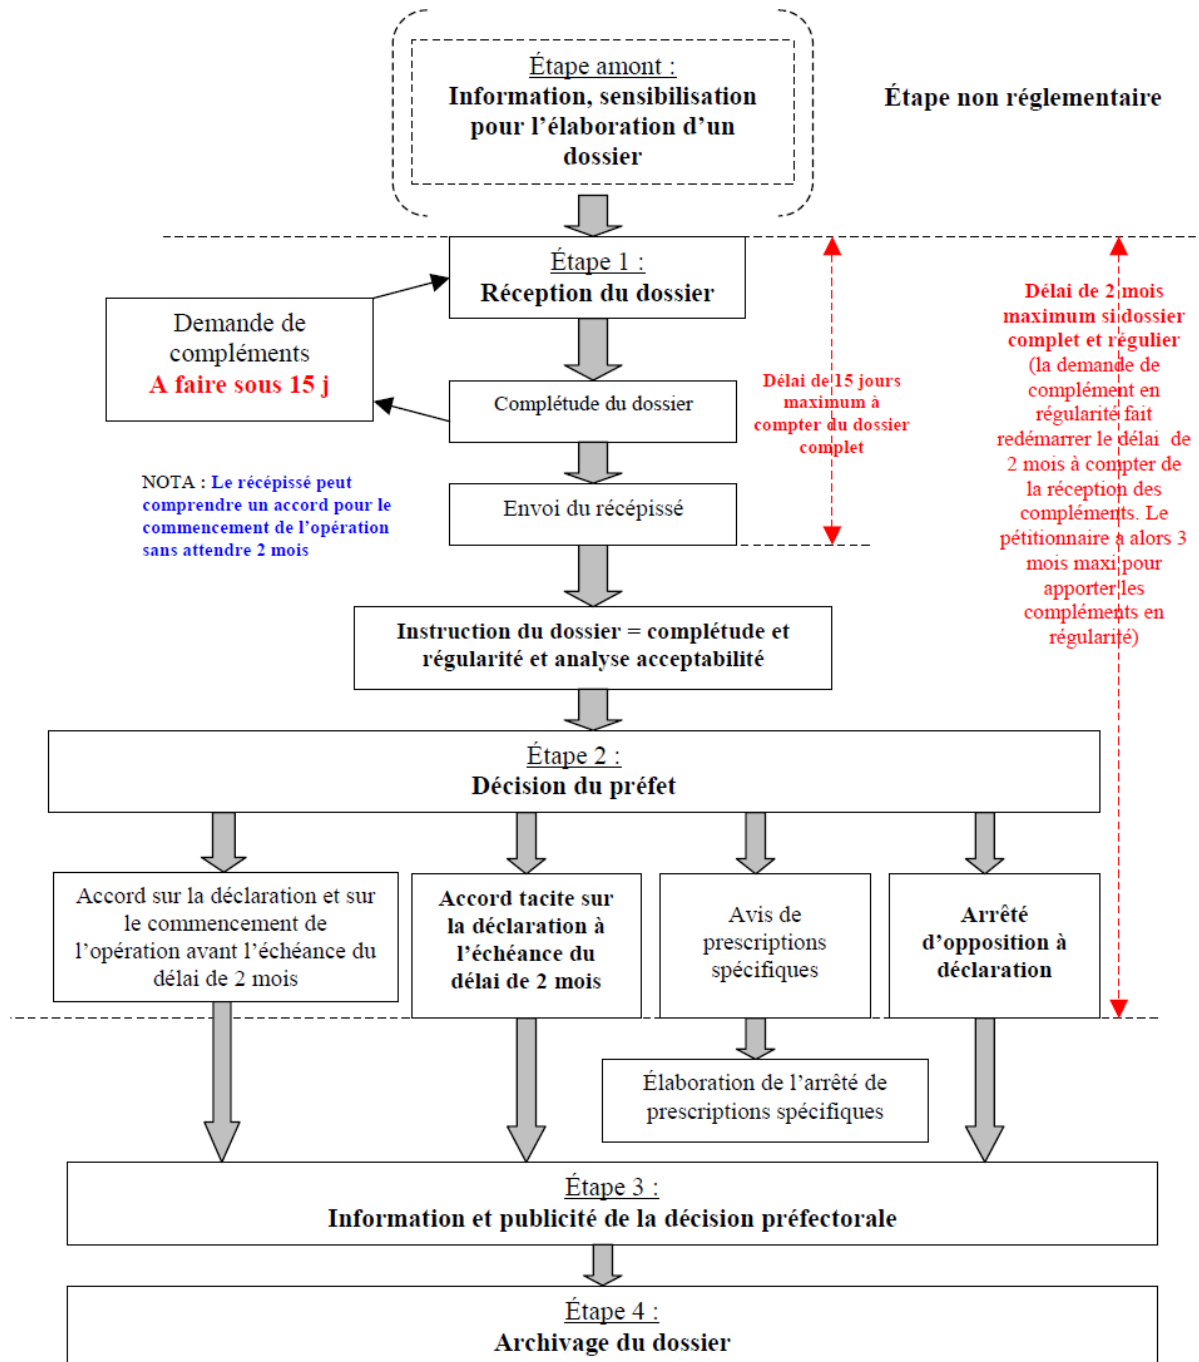 Étape amont :
Information, sensibilisation
pour l’élaboration d’un
dossier
Étape non réglementaire
Étape 1 :
Réception du dossier
Demande de
compléments
A faire sous 15 j
Complétude du dossier
Envoi du récépissé
NOTA : Le récépissé peut
comprendre un accord pour le
commencement de l’opération
sans attendre 2 mois
Délai de 15 jours
maximum à
compter du dossier
complet
Délai de 2 mois
maximum si dossier
complet et régulier
(la demande de
complément en
régularité fait
redémarrer le délai de
2 mois à compter de
la réception des
compléments. Le
pétitionnaire a alors 3
mois maxi pour
apporter les
compléments en
régularité)
Instruction du dossier = complétude et
régularité et analyse acceptabilité
Étape 2 :
Décision du préfet
Accord sur la déclaration et sur
le commencement de
l’opération avant l’échéance du
délai de 2 mois
Accord tacite sur
la déclaration à
l’échéance du
délai de 2 mois
Avis de
prescriptions
spécifiques
Arrêté
d’opposition à
déclaration
Élaboration de l’arrêté de
prescriptions spécifiques
Étape 3 :
Information et publicité de la décision préfectorale
Étape 4 :
Archivage du dossier